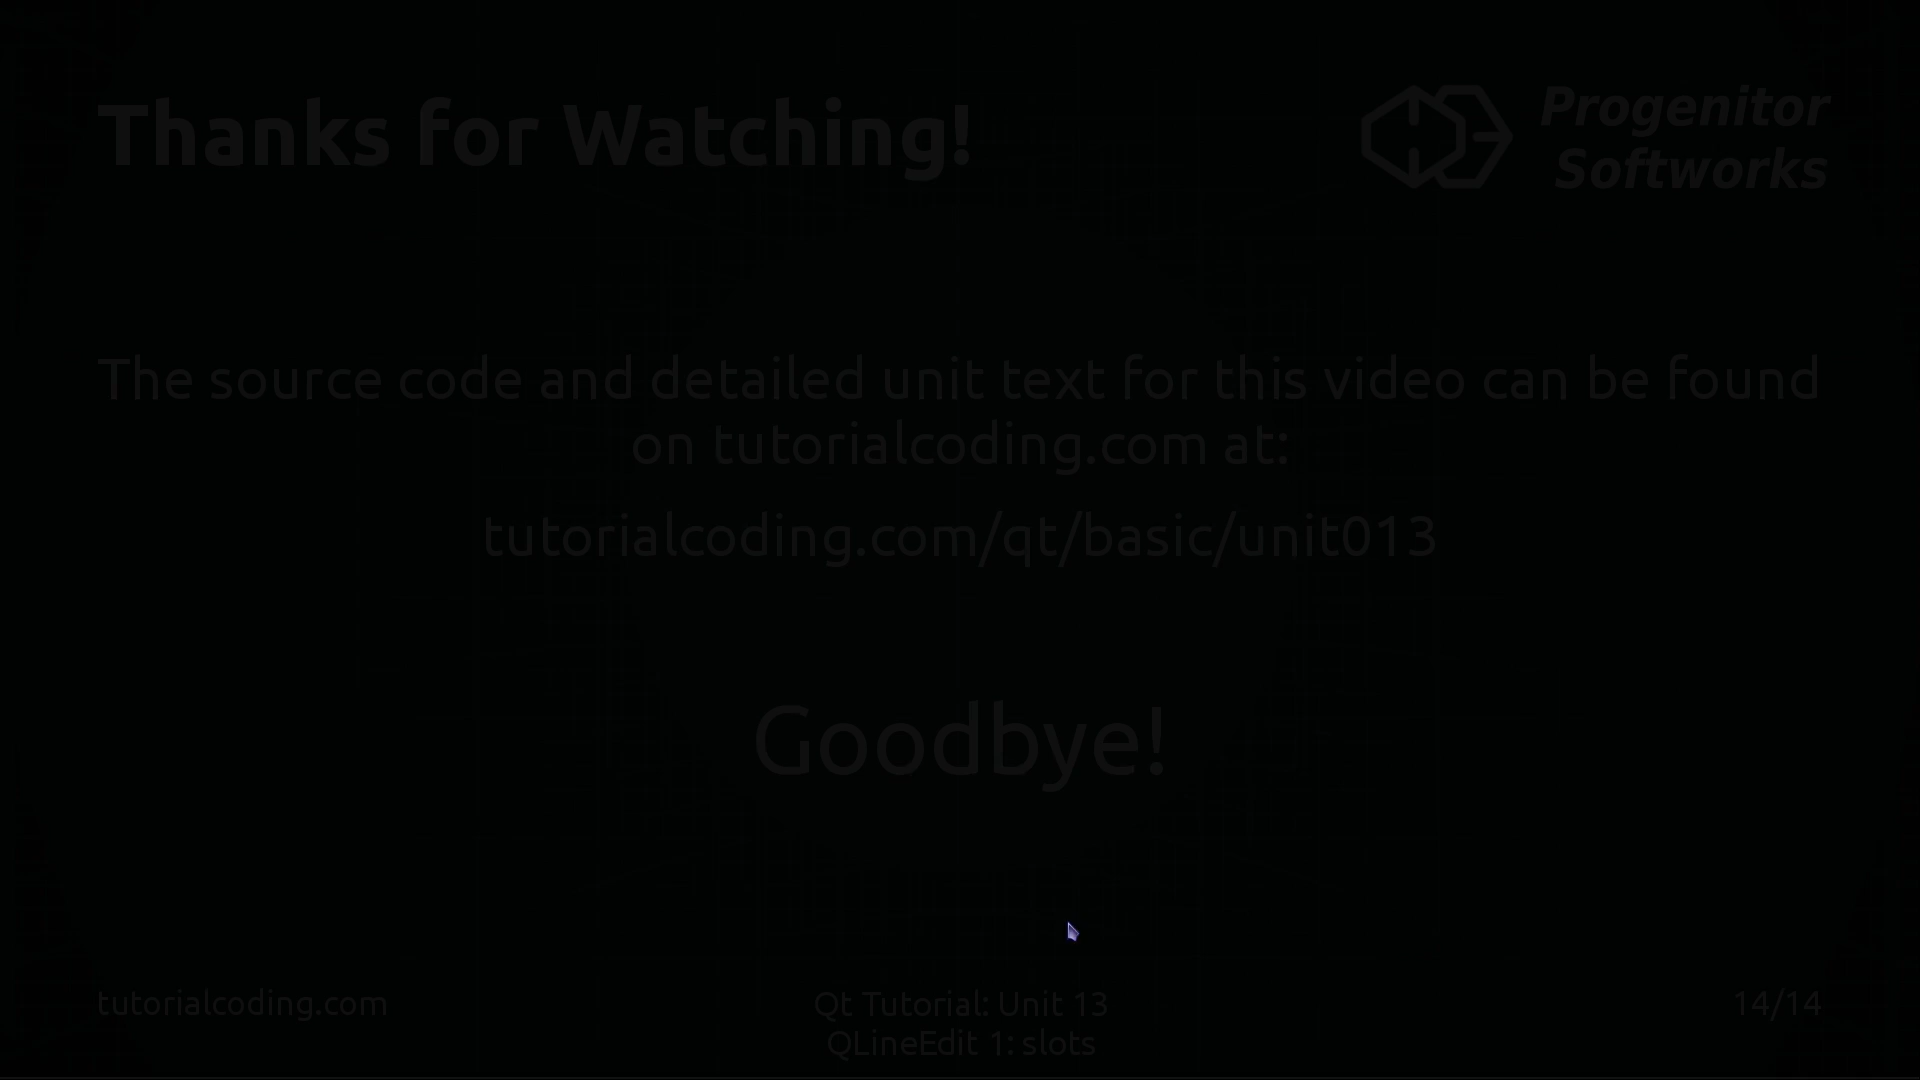 Thanks for Watching!
Progenitor
Softworks
The source code and detailed unit text for this video can be found
on tutorialcoding.com at:
tutorialcoding.com/qt/basic/unit013
Goodbye!
tutorialcoding.com
Qt Tutorial: Unit 13
QLineEdit 1: slots
14/14